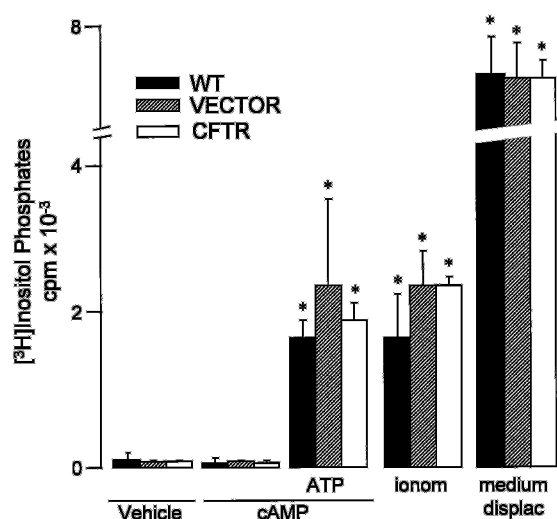 8
WT
VECTOR
CFTR
[³H]Inositol Phosphates
cpm x 10⁻³
4
2
0
* * * * * * * * *
ATP ionom medium
displac
Vehicle cAMP